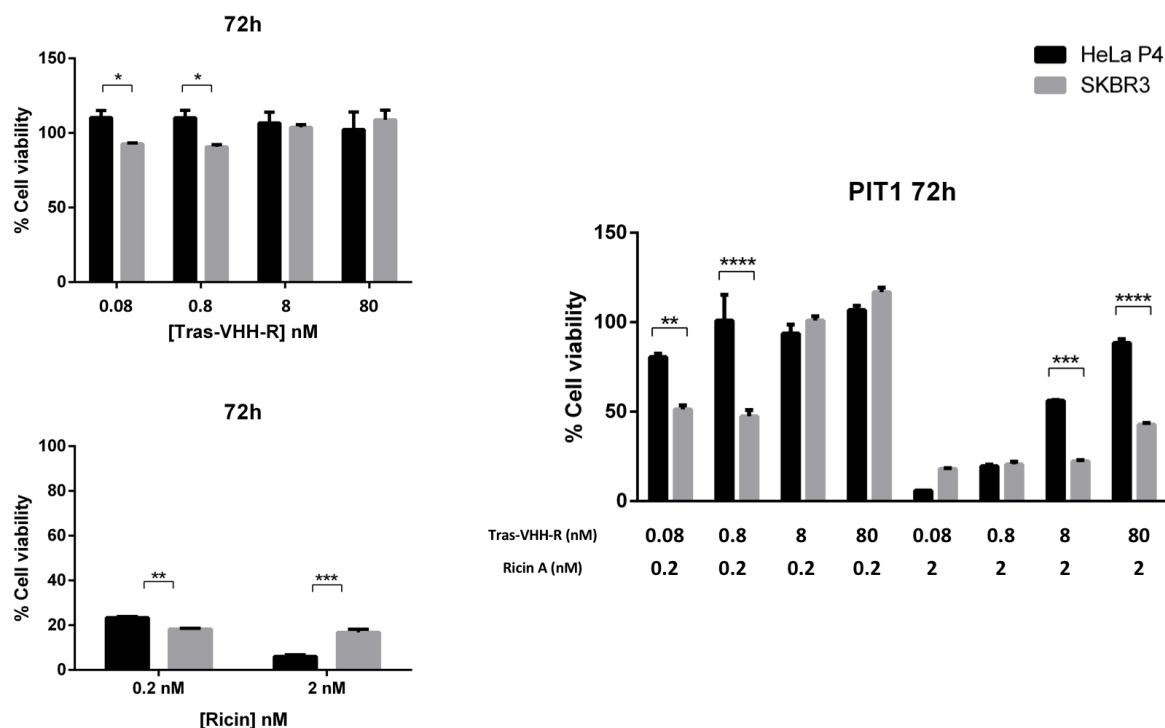 72h
150
100
50
0
% Cell viability
* *
0.08 0.8 8 80
[Tras-VHH-R] nM
HeLa P4
SKBR3
72h
100
80
60
40
20
0
% Cell viability
** ***
0.2 nM 2 nM
[Ricin] nM
PIT1 72h
150
100
50
0
% Cell viability
** **** *** ****
Tras-VHH-R (nM) 0.08 0.8 8 80 0.08 0.8 8 80
Ricin A (nM) 0.2 0.2 0.2 0.2 2 2 2 2